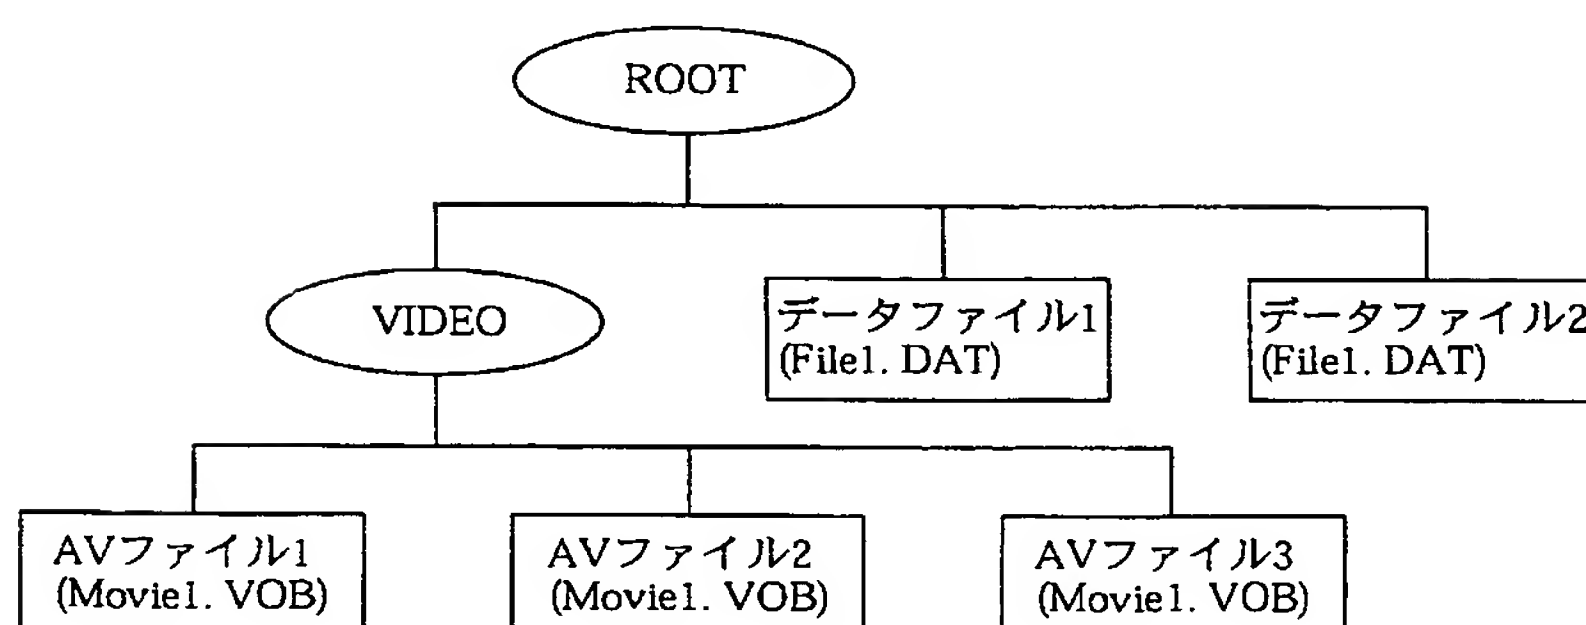 ROOT
VIDEO
データファイル1
(File1. DAT)
データファイル2
(File1. DAT)
AVファイル1
(Movie1. VOB)
AVファイル2
(Movie1. VOB)
AVファイル3
(Movie1. VOB)